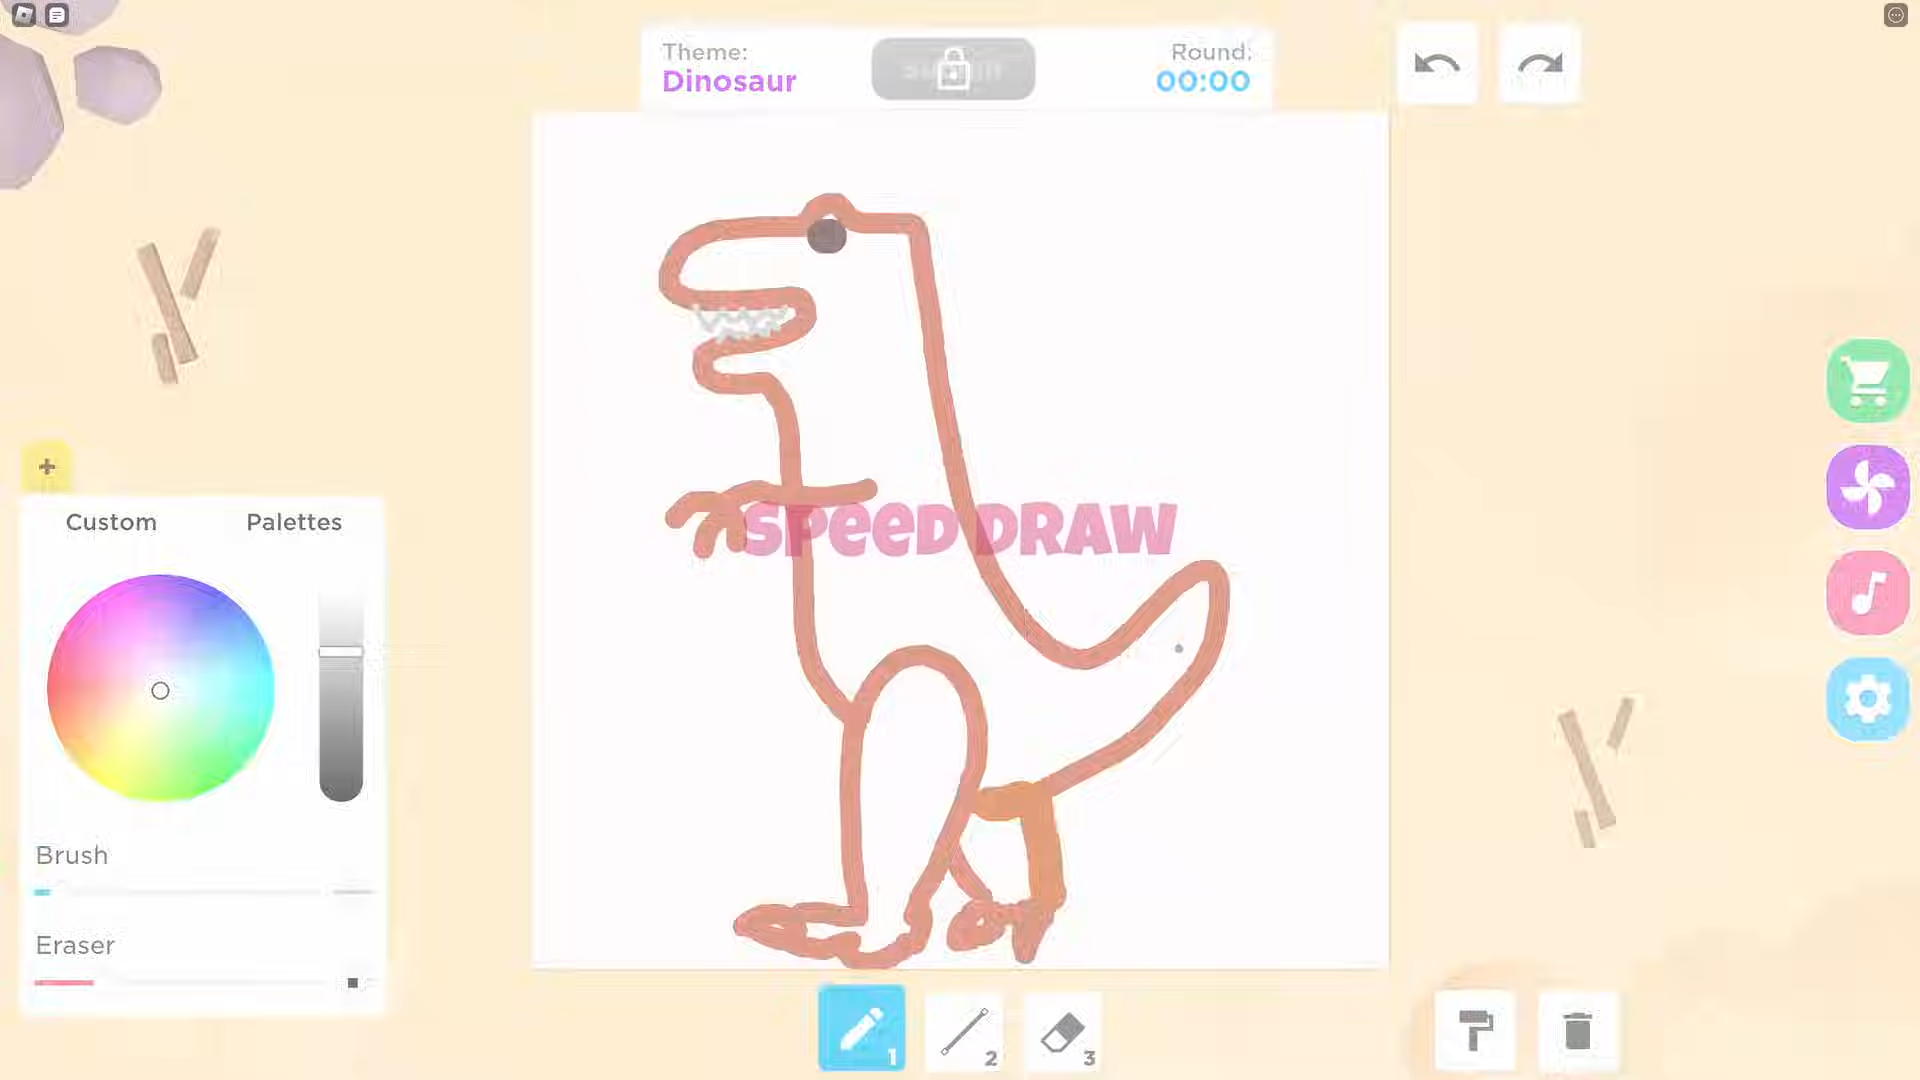 Theme:
Dinosaur
Round:
00:00
Custom
Palettes
SPEED DRAW
Brush
Eraser
1
2
3